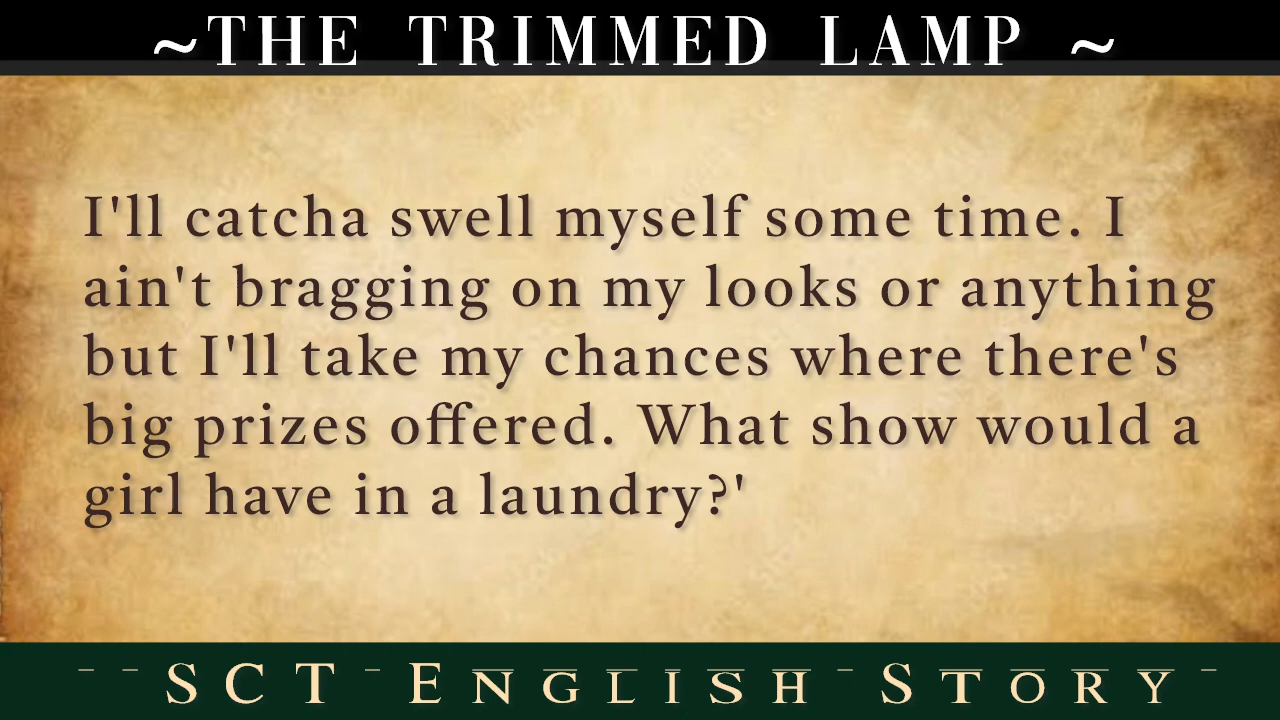 ~THE TRIMMED LAMP ~
I'll catcha swell myself some time. I
ain't bragging on my looks or anything
but I'll take my chances where there's
big prizes offered. What show would a
girl have in a laundry?'
SCT English Story